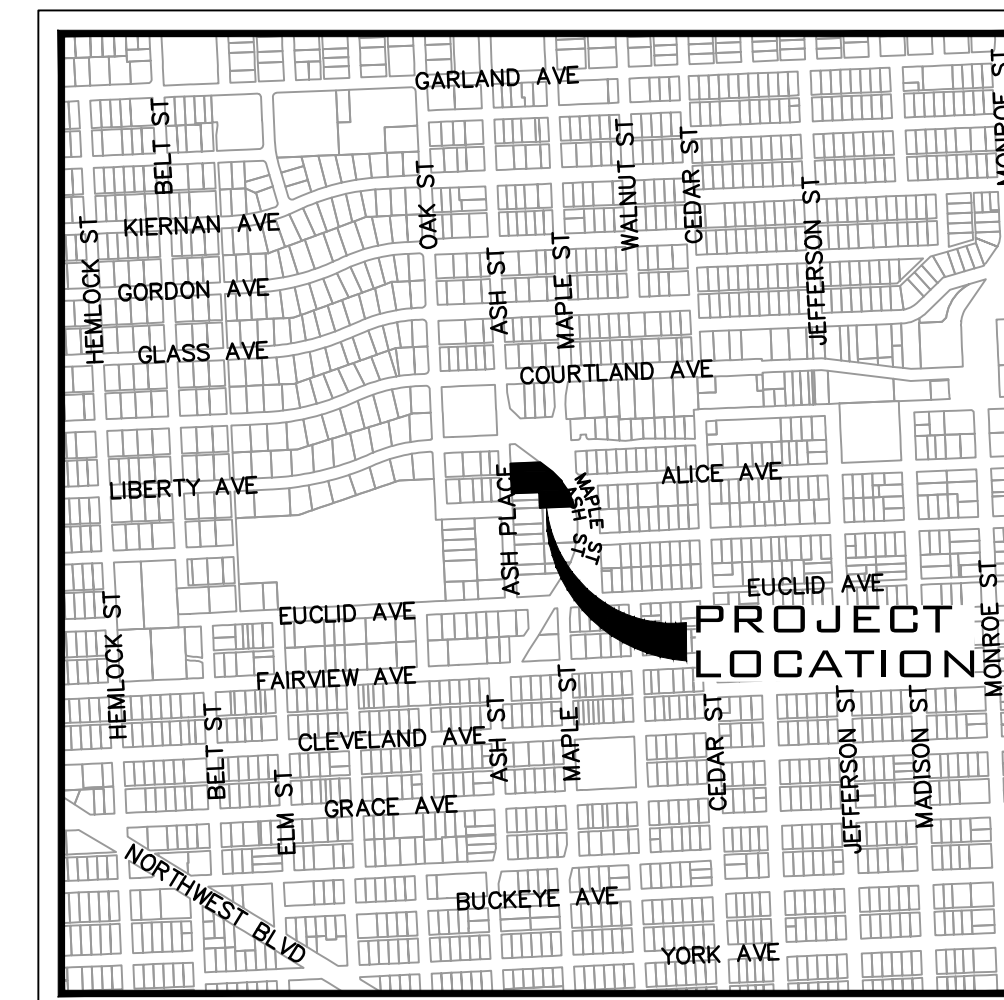 GARLAND AVE
BELT ST
MONROE ST
WALNUT ST
CEDAR ST
OAK ST
JEFFERSON ST
KIERNAN AVE
HEMLOCK ST
ASH ST
MAPLE ST
GORDON AVE
GLASS AVE
COURTLAND AVE
LIBERTY AVE
ASH PLACE
MAPLE ST
ASH ST
ALICE AVE
EUCLID AVE
EUCLID AVE
PROJECT
LOCATION
MONROE ST
HEMLOCK ST
FAIRVIEW AVE
BELT ST
CLEVELAND AVE
ASH ST
MAPLE ST
CEDAR ST
JEFFERSON ST
MADISON ST
ELM ST
GRACE AVE
NORTHWEST BLVD
BUCKEYE AVE
YORK AVE